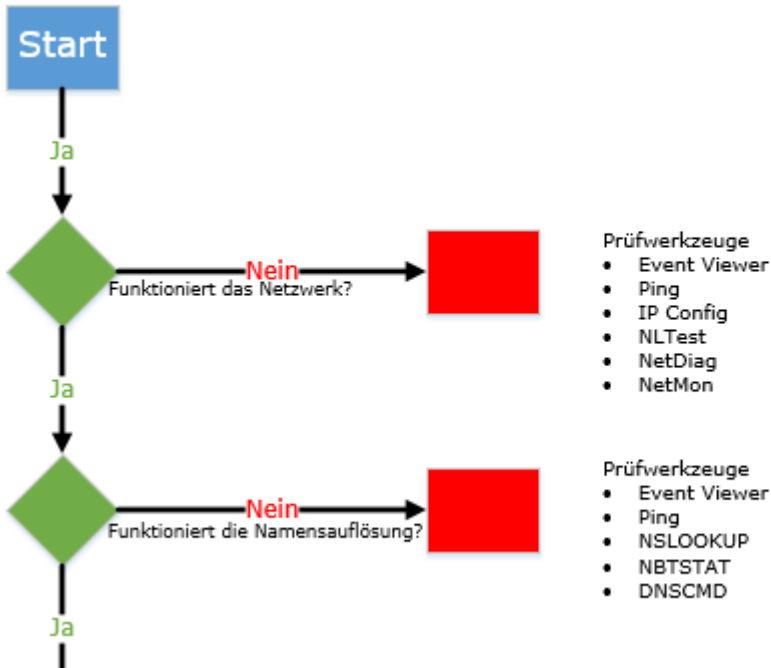 Start
Ja
Nein
Funktioniert das Netzwerk?
Prüfwerkzeuge
• Event Viewer
• Ping
• IP Config
• NLTest
• NetDiag
• NetMon
Ja
Nein
Funktioniert die Namensauflösung?
Prüfwerkzeuge
• Event Viewer
• Ping
• NSLOOKUP
• NBTSTAT
• DNSCMD
Ja